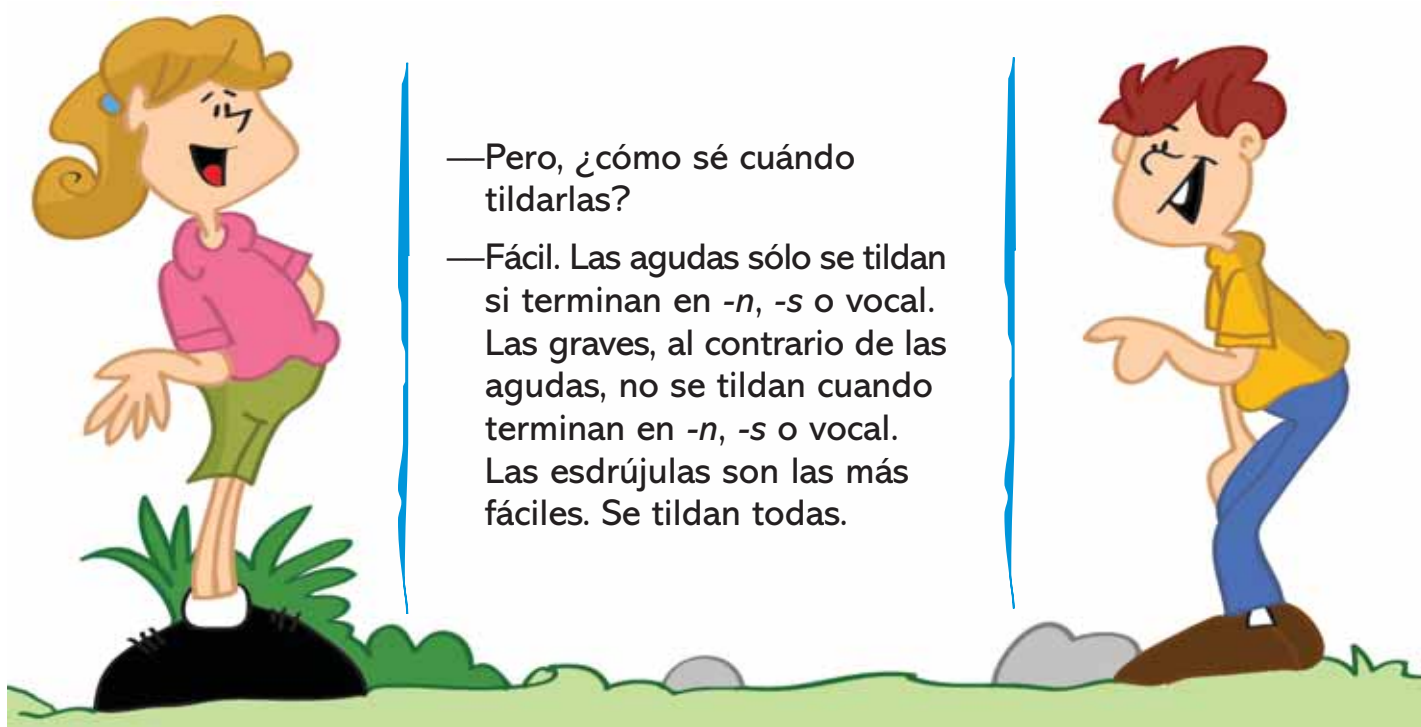 —Pero, ¿cómo sé cuándo
tildarlas?
—Fácil. Las agudas sólo se tildan
si terminan en -n, -s o vocal.
Las graves, al contrario de las
agudas, no se tildan cuando
terminan en -n, -s o vocal.
Las esdrújulas son las más
fáciles. Se tildan todas.